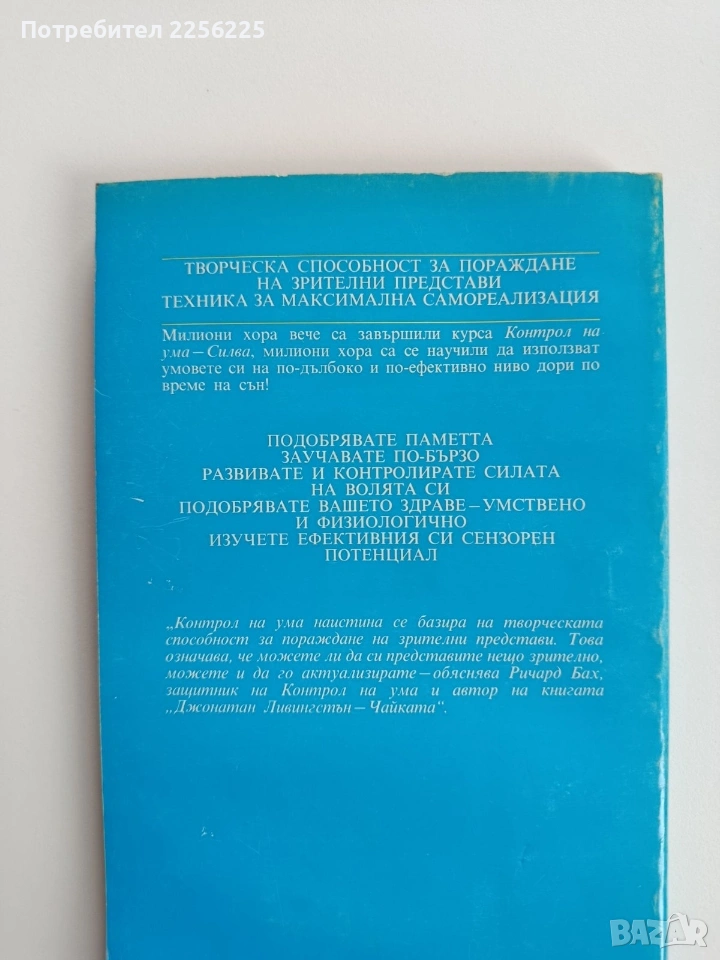 Потребител 2256225
ТВОРЧЕСКА СПОСОБНОСТ ЗА ПОРАЖДАНЕ
НА ЗРИТЕЛНИ ПРЕДСТАВИ
ТЕХНИКА ЗА МАКСИМАЛНА САМОРЕАЛИЗАЦИЯ
Милиони хора вече са завършили курса Контрол на
ума – Силва, милиони хора са се научили да използват
умовете си на по-дълбоко и по-ефективно ниво дори по
време на сън!
ПОДОБРЯВАТЕ ПАМЕТТА
ЗАУЧАВАТЕ ПО-БЪРЗО
РАЗВИВАТЕ И КОНТРОЛИРАТЕ СИЛАТА
НА ВОЛЯТА СИ
ПОДОБРЯВАТЕ ВАШЕТО ЗДРАВЕ – УМСТВЕНО
И ФИЗИОЛОГИЧНО
ИЗУЧЕТЕ ЕФЕКТИВНИЯ СИ СЕНЗОРЕН
ПОТЕНЦИАЛ
„Контрол на ума наистина се базира на творческата
способност за пораждане на зрителни представи. Това
означава, че можете ли да си представите нещо зрително,
можете и да го актуализирате – обяснява Ричард Бах,
защитник на Контрол на ума и автор на книгата
„Джонатан Ливингстън – Чайката“.
BAZAR